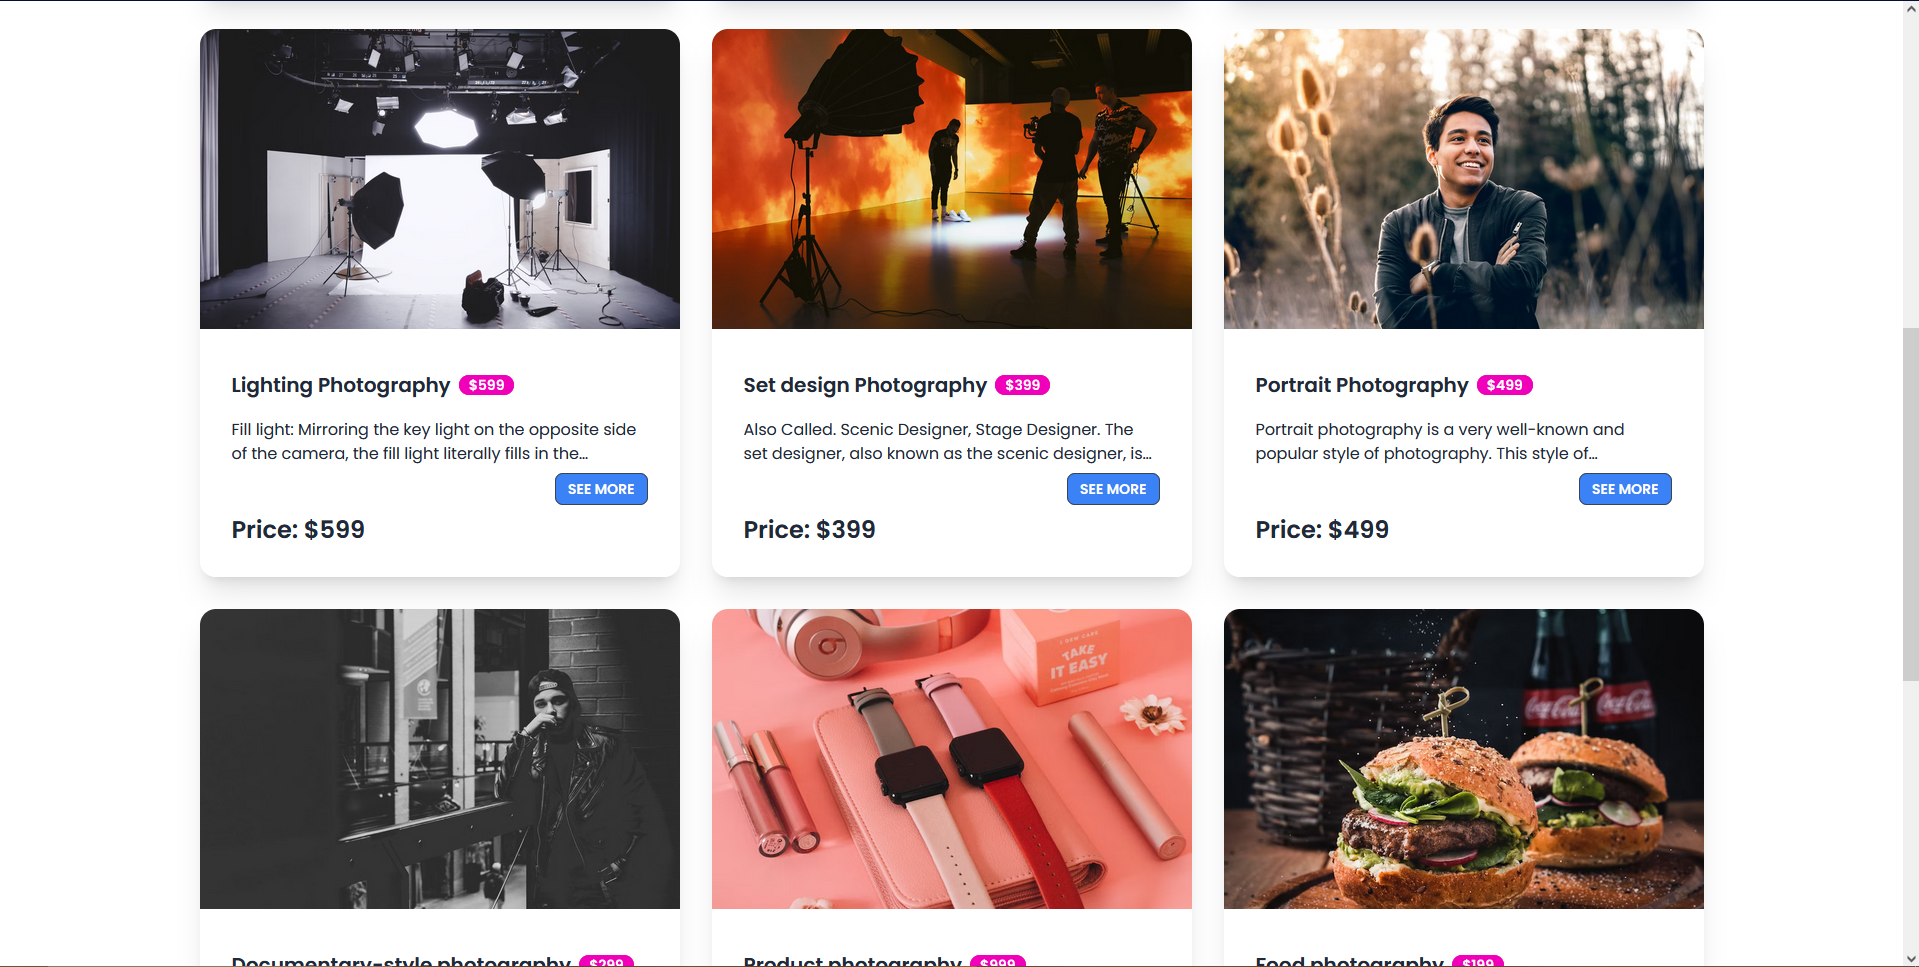 Lighting Photography $599
Fill light: Mirroring the key light on the opposite side
of the camera, the fill light literally fills in the...
SEE MORE
Price: $599
Set design Photography $399
Also Called. Scenic Designer, Stage Designer. The
set designer, also known as the scenic designer, is...
SEE MORE
Price: $399
Portrait Photography $499
Portrait photography is a very well-known and
popular style of photography. This style of...
SEE MORE
Price: $499
TAKE
IT EASY
Coca-Cola
Coca-Cola
Documentary-style photography $299
Product photography $999
Food photography $199